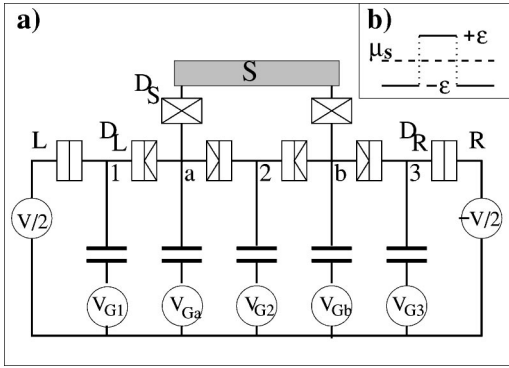 a)
b)
S
+ε
μS
−ε
DS
L
DL
DR
R
1
a
2
b
3
V/2
−V/2
VG1
VGa
VG2
VGb
VG3